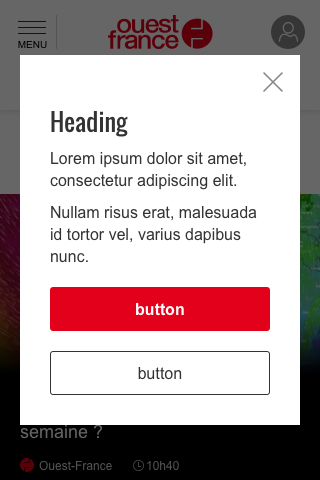 MENU
ouest
france
Heading
Lorem ipsum dolor sit amet,
consectetur adipiscing elit.
Nullam risus erat, malesuada
id tortor vel, varius dapibus
nunc.
button
button
semaine ?
Ouest-France 10h40